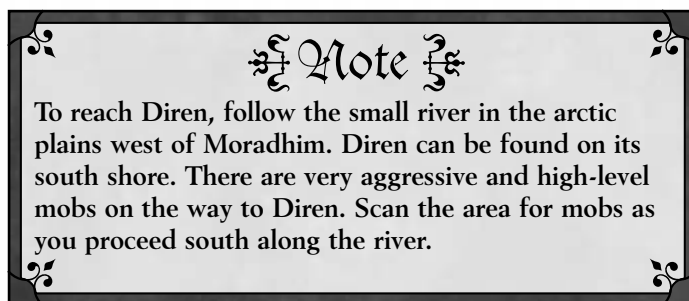 Note
To reach Diren, follow the small river in the arctic
plains west of Moradhim. Diren can be found on its
south shore. There are very aggressive and high-level
mobs on the way to Diren. Scan the area for mobs as
you proceed south along the river.